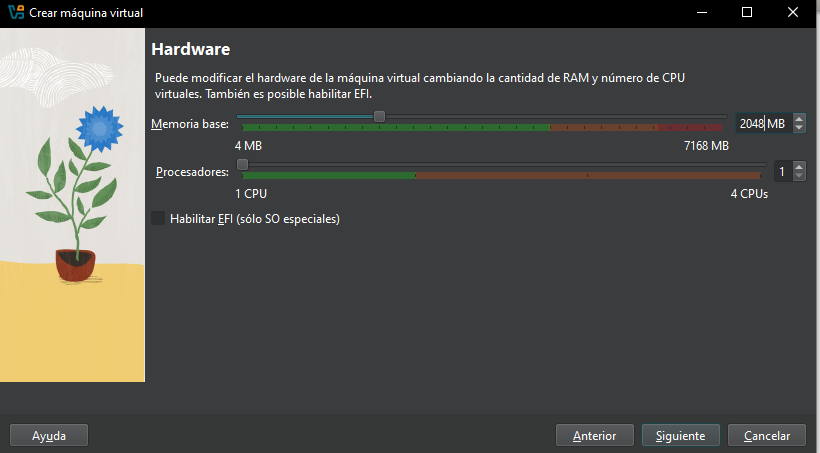 Crear máquina virtual
Hardware
Puede modificar el hardware de la máquina virtual cambiando la cantidad de RAM y número de CPU
virtuales. También es posible habilitar EFI.
Memoria base:
2048 MB
4 MB
7168 MB
Procesadores:
1
1 CPU
4 CPUs
Habilitar EFI (sólo SO especiales)
Ayuda
Anterior
Siguiente
Cancelar